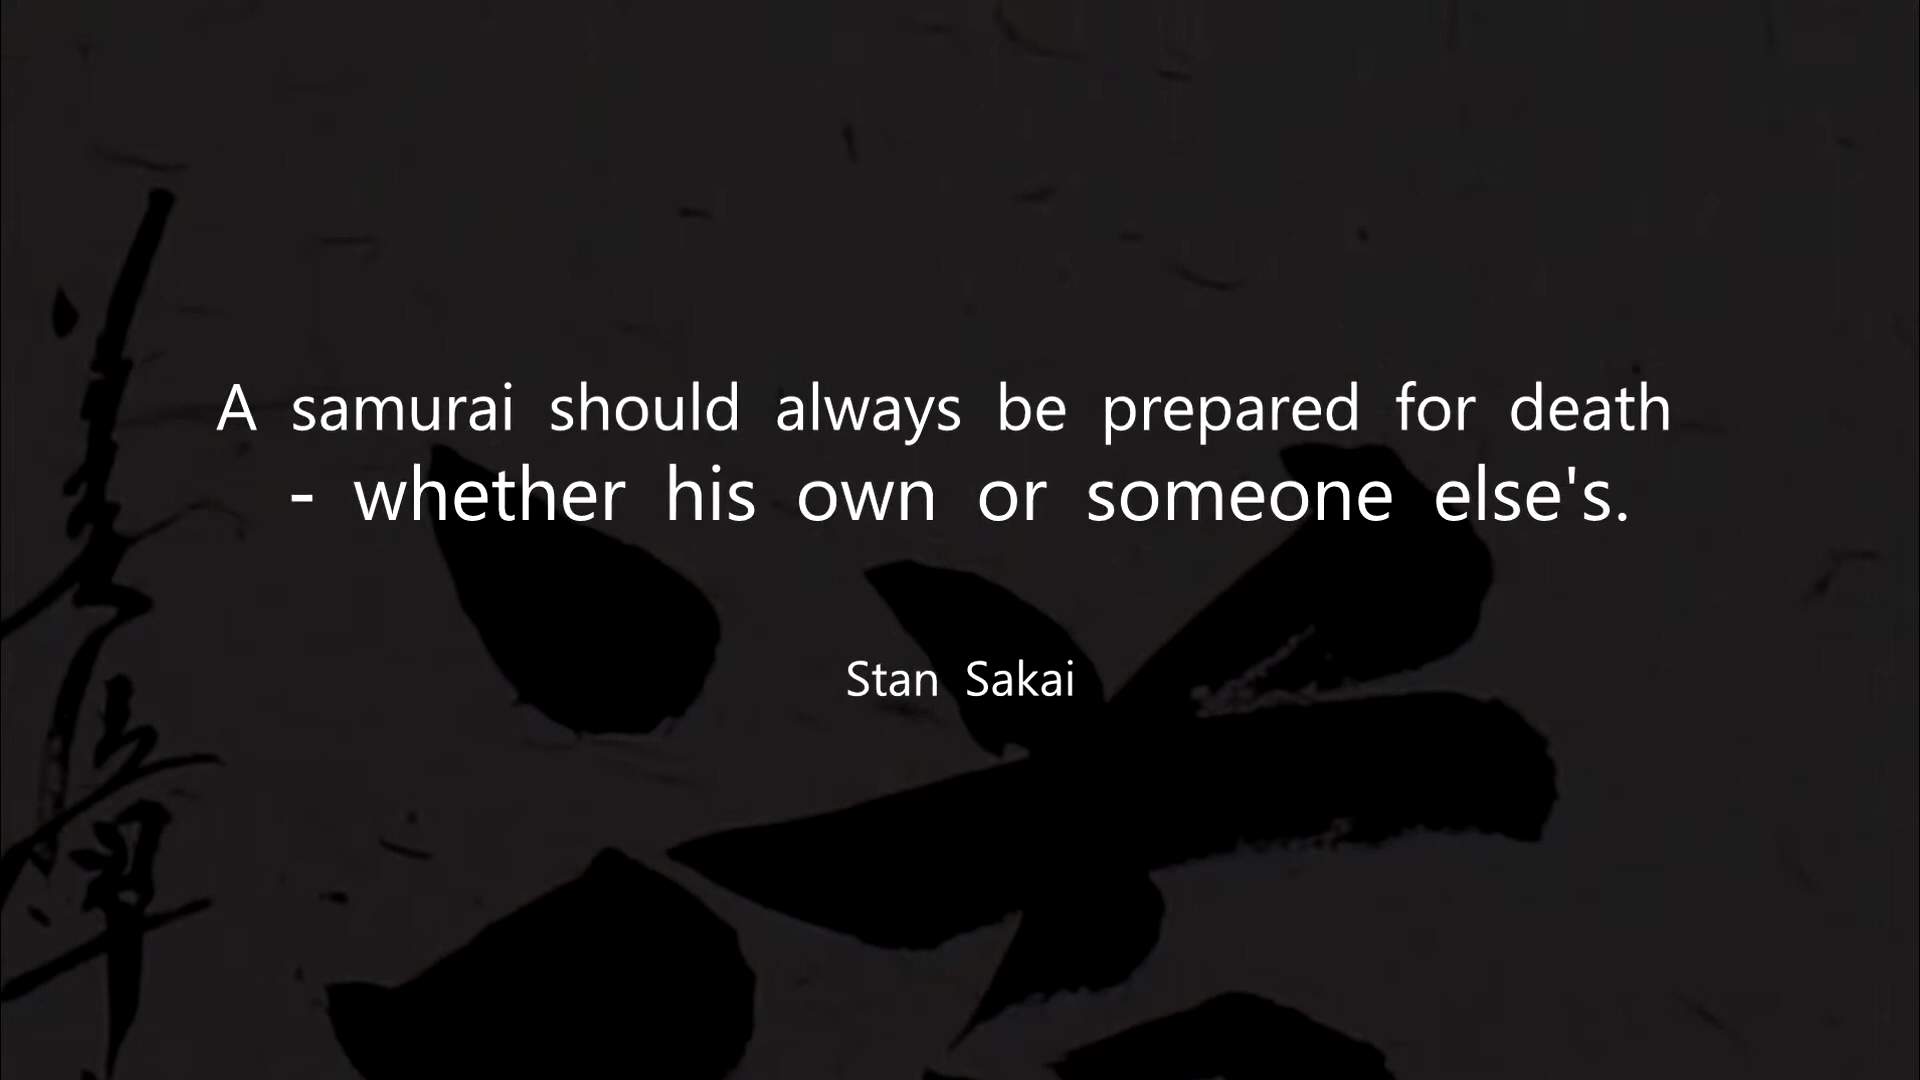 A samurai should always be prepared for death
- whether his own or someone else's.
Stan Sakai